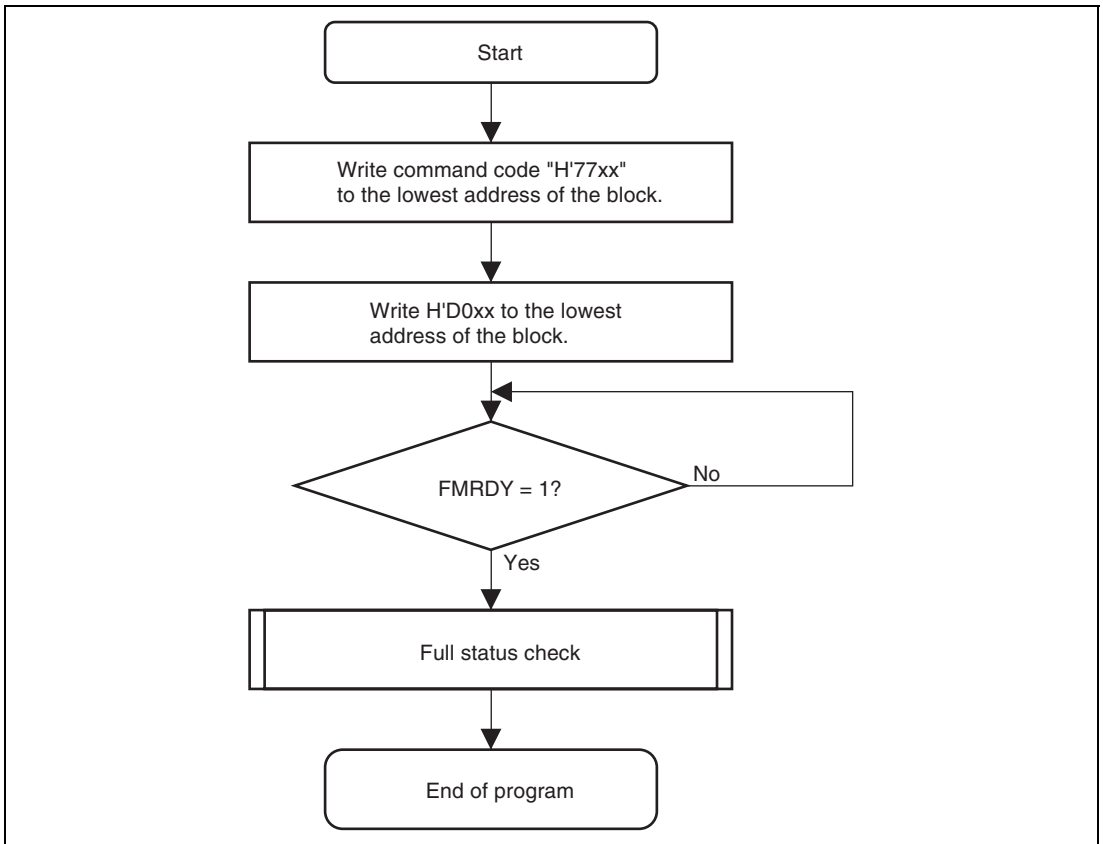 Start
Write command code "H'77xx"
to the lowest address of the block.
Write H'D0xx to the lowest
address of the block.
FMRDY = 1?
No
Yes
Full status check
End of program